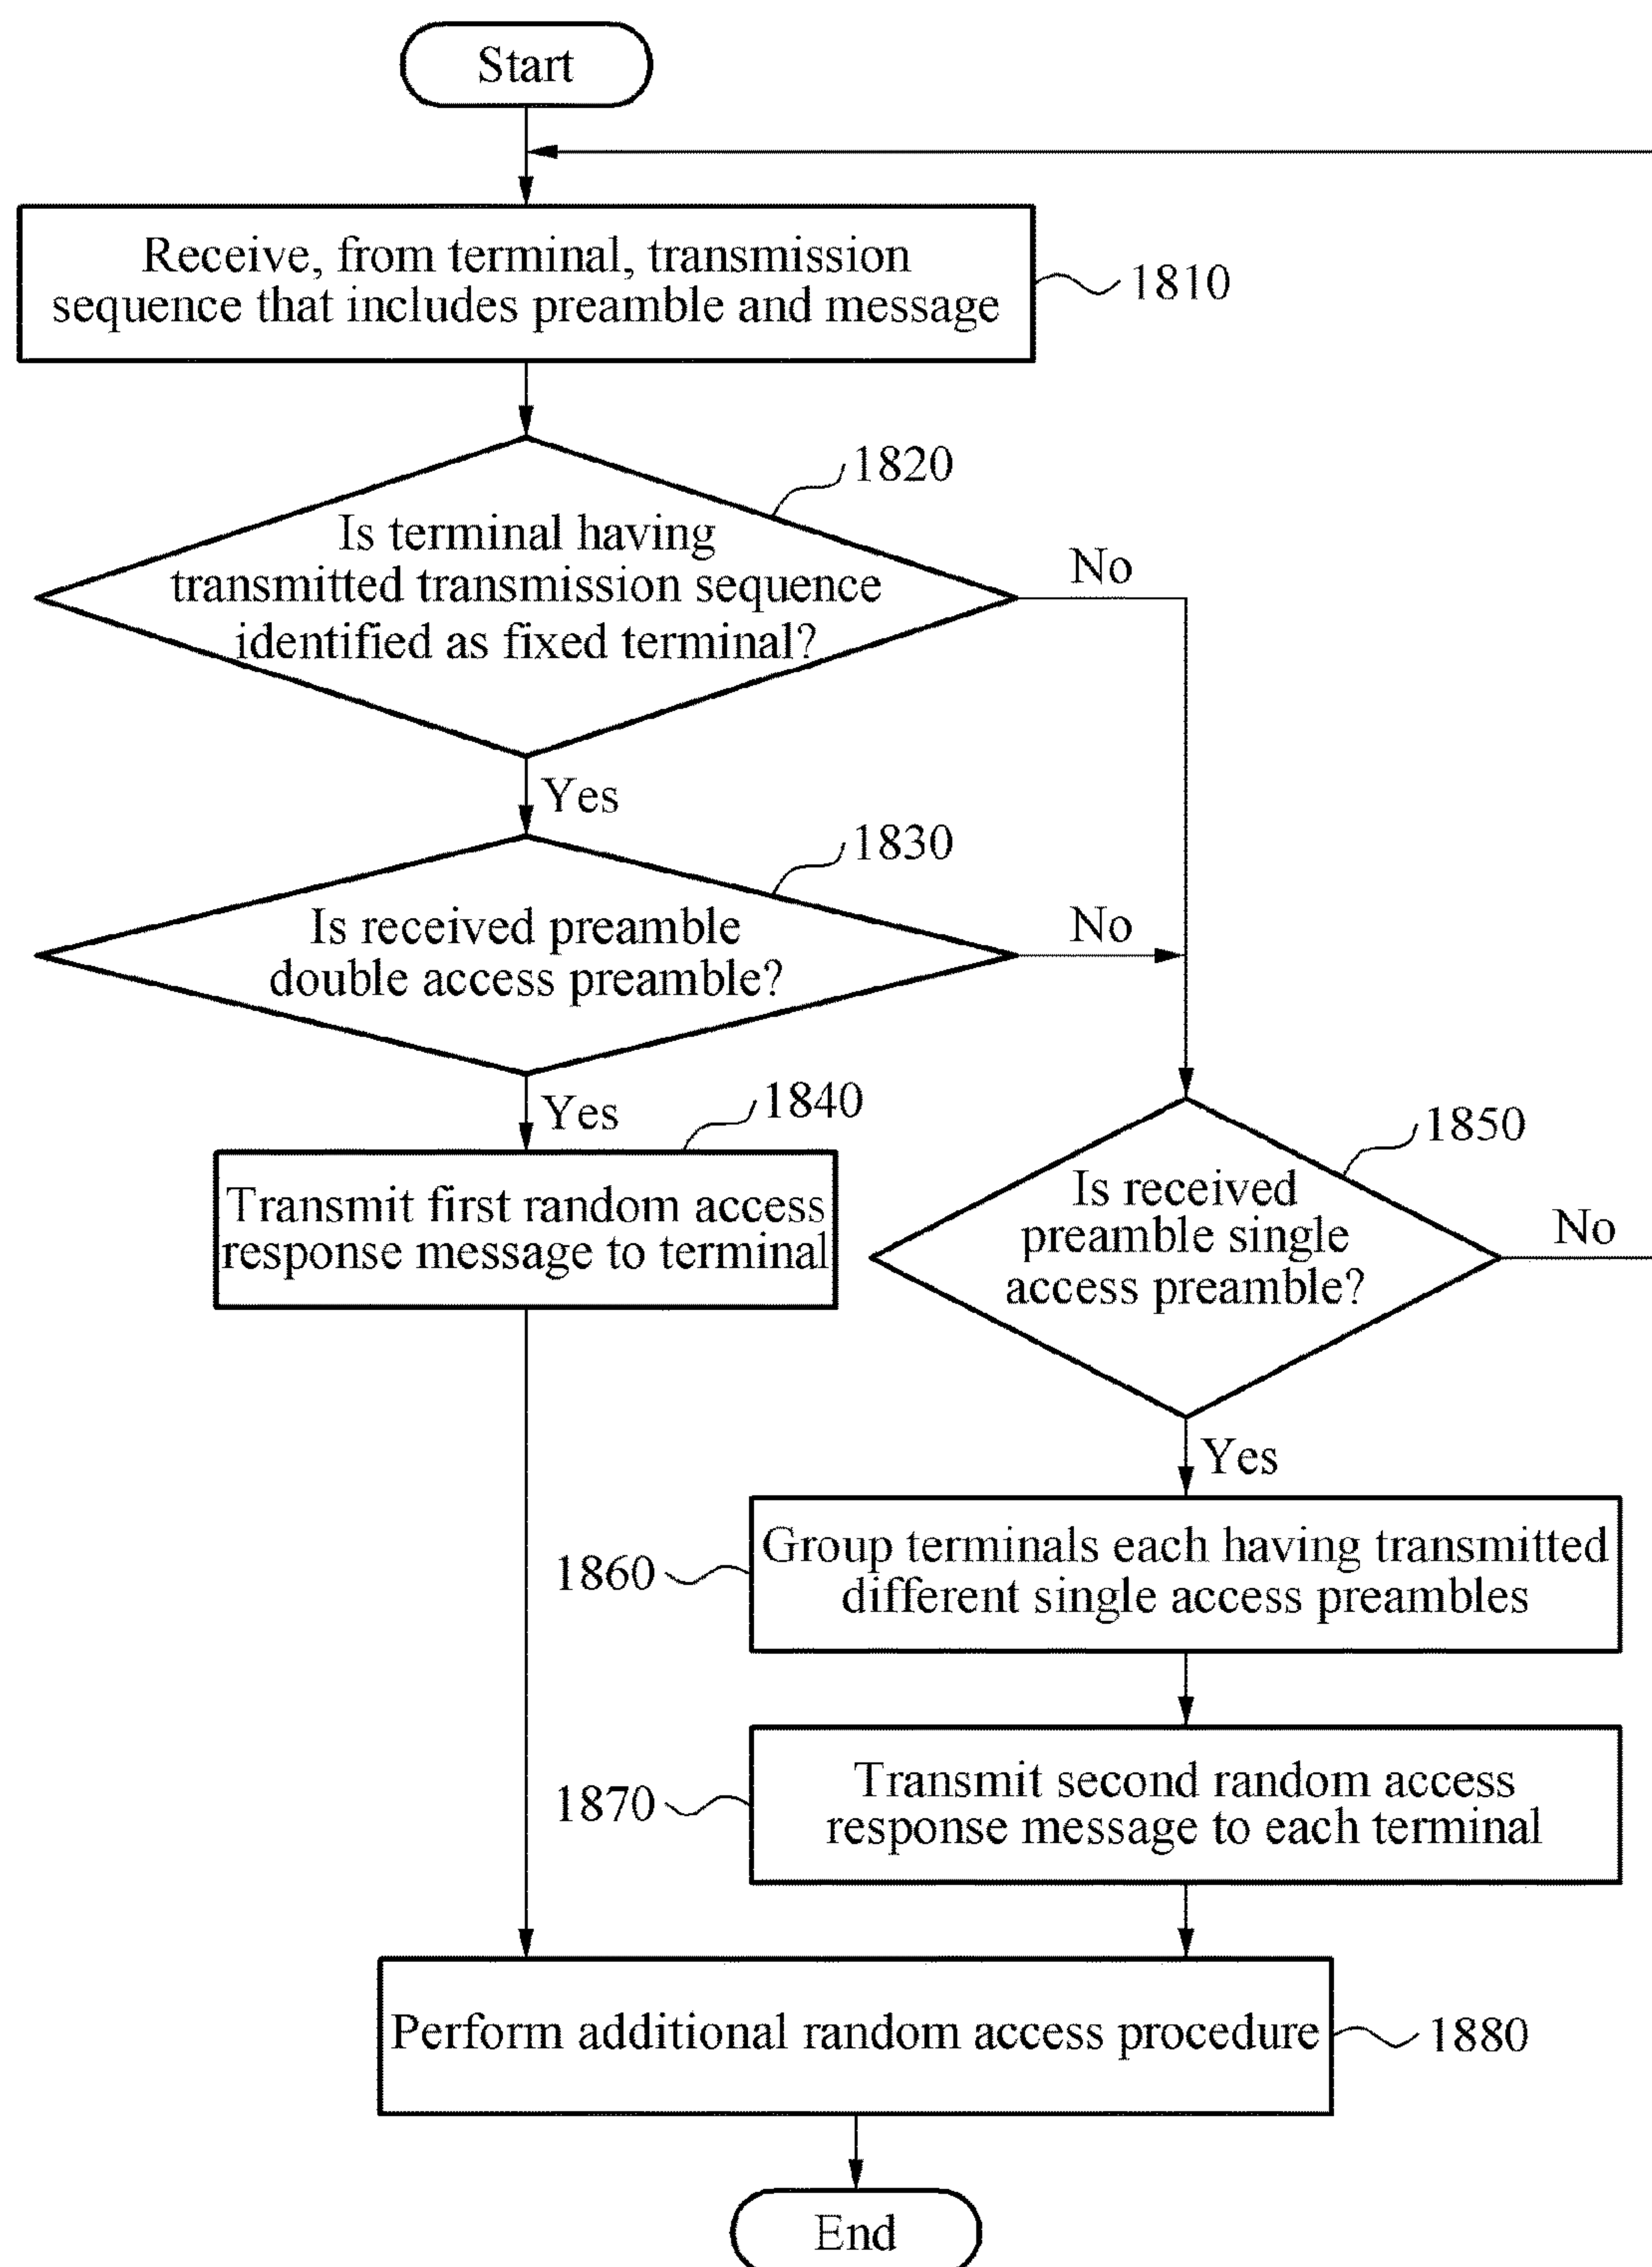 Start
Receive, from terminal, transmission
sequence that includes preamble and message
1810
1820
Is terminal having
transmitted transmission sequence
identified as fixed terminal?
No
Yes
1830
Is received preamble
double access preamble?
No
Yes
1840
Transmit first random access
response message to terminal
1850
Is received
preamble single
access preamble?
No
Yes
1860
Group terminals each having transmitted
different single access preambles
1870
Transmit second random access
response message to each terminal
Perform additional random access procedure
1880
End